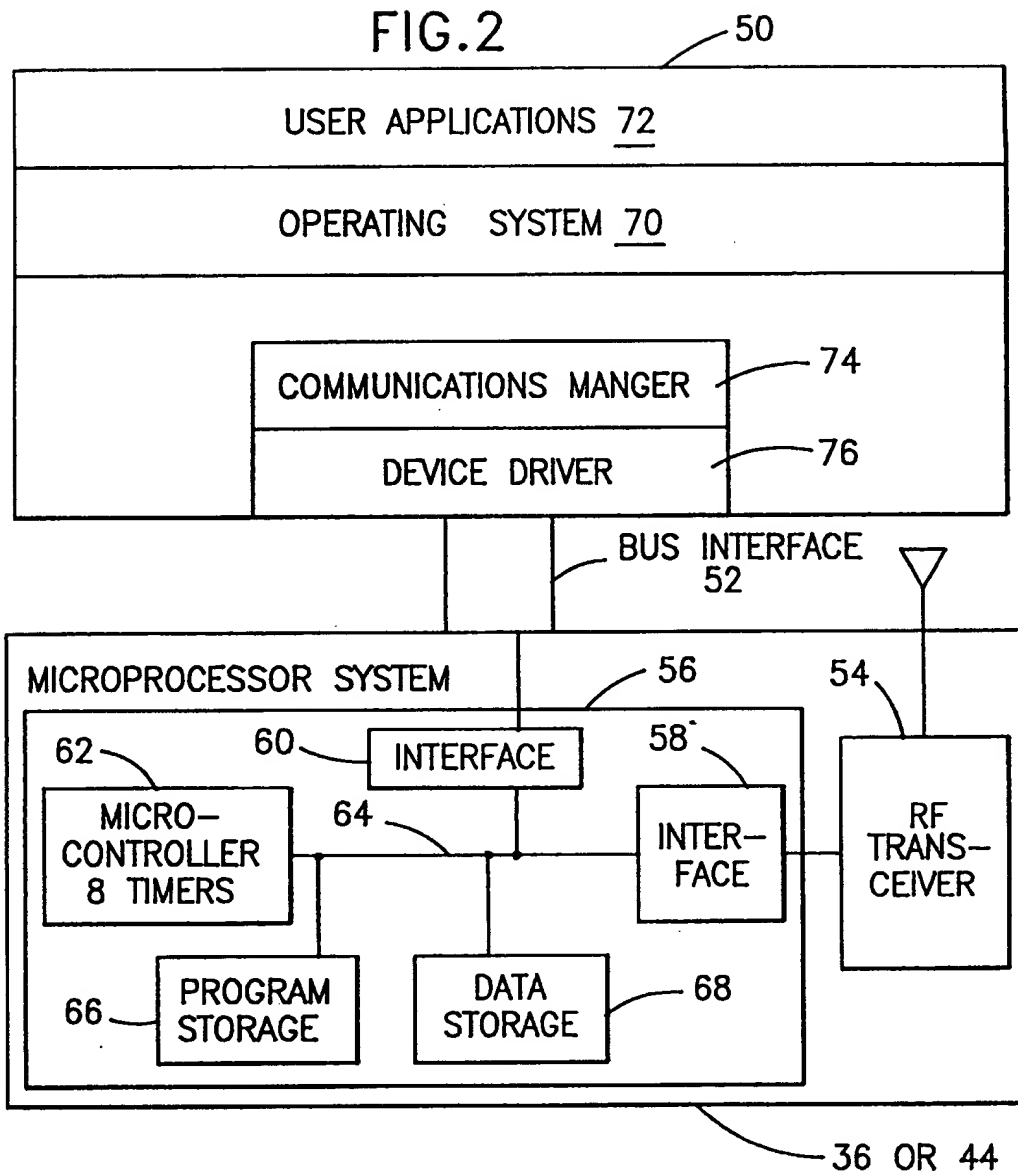 FIG.2
50
USER APPLICATIONS 72
OPERATING SYSTEM 70
COMMUNICATIONS MANGER
74
DEVICE DRIVER
76
BUS INTERFACE
52
MICROPROCESSOR SYSTEM
56
54
60
INTERFACE
58
62
MICRO-
CONTROLLER
8 TIMERS
64
INTER-
FACE
RF
TRANS-
CEIVER
66
PROGRAM
STORAGE
DATA
STORAGE
68
36 OR 44